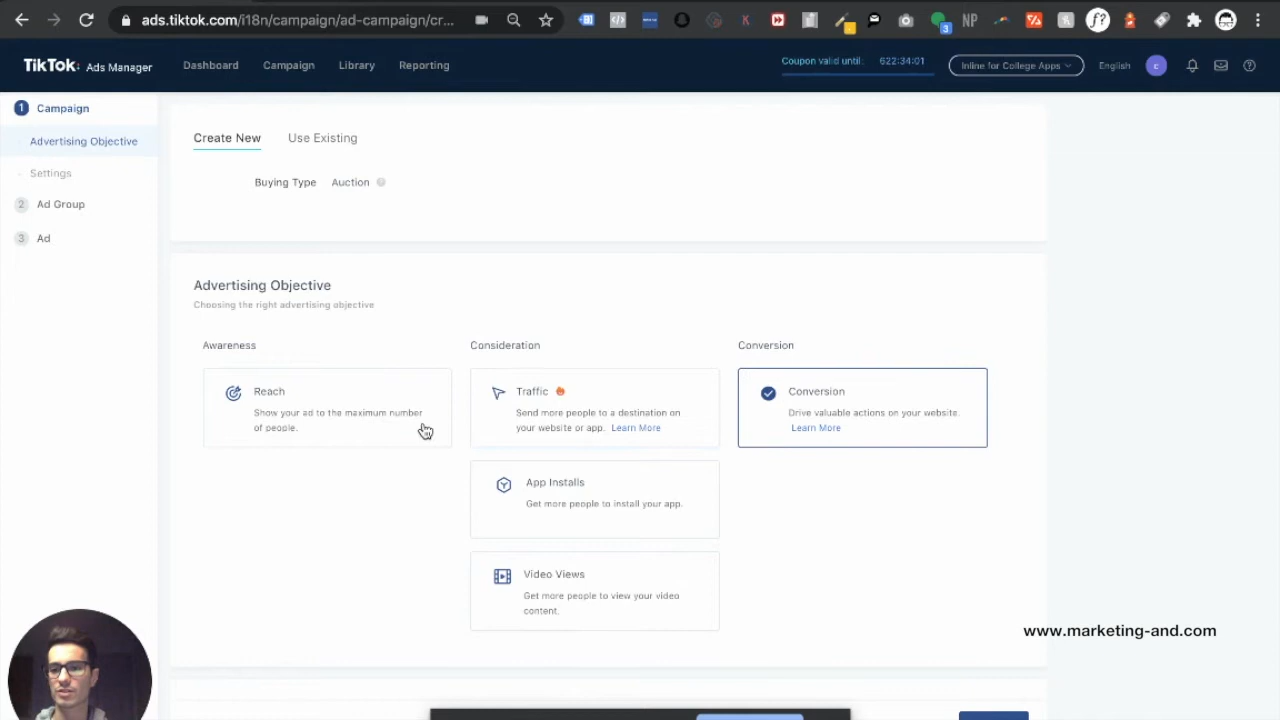 ads.tiktok.com/i18n/campaign/ad-campaign/cr...
3
NP
f?
TikTok: Ads Manager
Dashboard
Campaign
Library
Reporting
Coupon valid until: 622:34:01
Inline for College Apps
English
c
1 Campaign
Advertising Objective
Settings
2 Ad Group
3 Ad
Create New
Use Existing
Buying Type Auction
Advertising Objective
Choosing the right advertising objective
Awareness
Consideration
Conversion
Reach
Show your ad to the maximum number
of people.
Traffic
Send more people to a destination on
your website or app. Learn More
Conversion
Drive valuable actions on your website.
Learn More
App Installs
Get more people to install your app.
Video Views
Get more people to view your video
content.
www.marketing-and.com